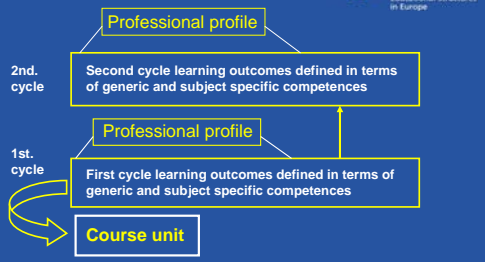 in Europe
Professional profile
2nd.
cycle
Second cycle learning outcomes defined in terms
of generic and subject specific competences
Professional profile
1st.
cycle
First cycle learning outcomes defined in terms of
generic and subject specific competences
Course unit